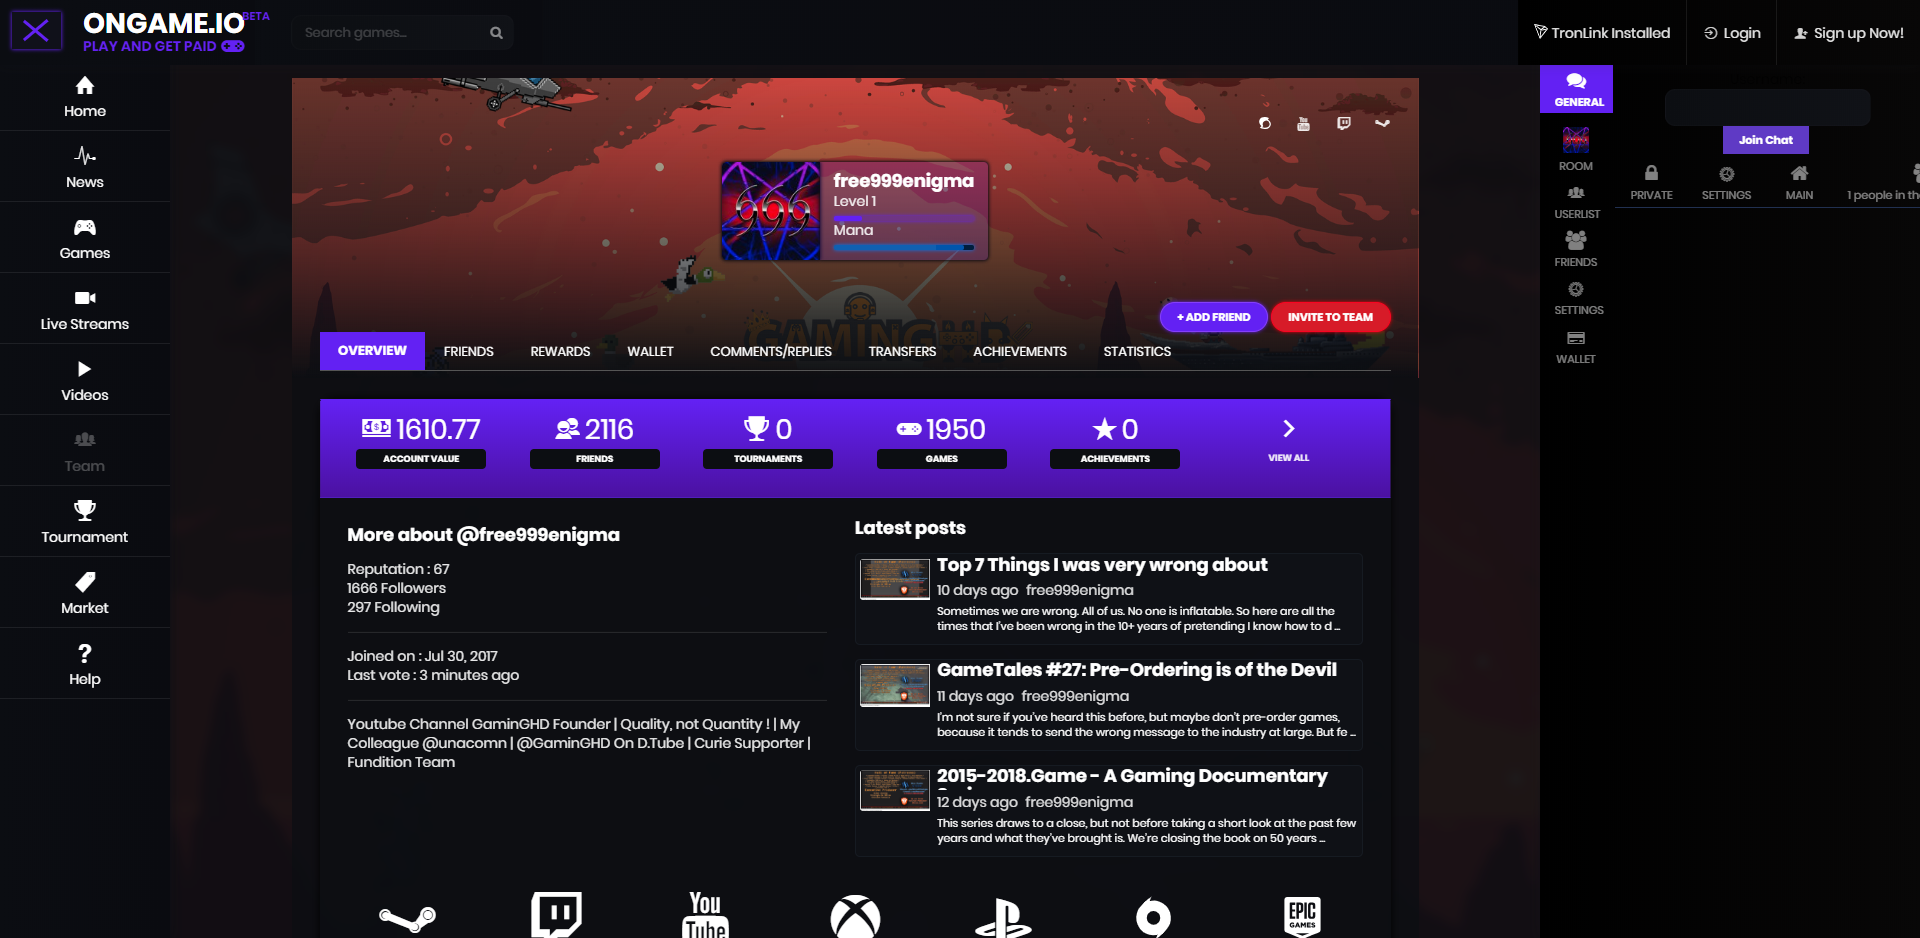 ONGAME.IO BETA
PLAY AND GET PAID
Search games...
TronLink Installed
Login
Sign up Now!
Home
News
Games
Live Streams
Videos
Team
Tournament
Market
Help
666
free999enigma
Level 1
Mana
GAMINGHD
+ ADD FRIEND
INVITE TO TEAM
OVERVIEW
FRIENDS
REWARDS
WALLET
COMMENTS/REPLIES
TRANSFERS
ACHIEVEMENTS
STATISTICS
1610.77
ACCOUNT VALUE
2116
FRIENDS
0
TOURNAMENTS
1950
GAMES
0
ACHIEVEMENTS
VIEW ALL
More about @free999enigma
Reputation : 67
1666 Followers
297 Following
Joined on : Jul 30, 2017
Last vote : 3 minutes ago
Youtube Channel GaminGHD Founder | Quality, not Quantity ! | My
Colleague @unacomn | @GaminGHD On D.Tube | Curie Supporter |
Fundition Team
Latest posts
Top 7 Things I was very wrong about
10 days ago free999enigma
Sometimes we are wrong. All of us. No one is inflatable. So here are all the
times that I've been wrong in the 10+ years of pretending I know how to d ...
GameTales #27: Pre-Ordering is of the Devil
11 days ago free999enigma
I'm not sure if you've heard this before, but maybe don't pre-order games,
because it tends to send the wrong message to the industry at large. But fe ...
2015-2018.Game - A Gaming Documentary
12 days ago free999enigma
This series draws to a close, but not before taking a short look at the past few
years and what they've brought is. We're closing the book on 50 years ...
You
Tube
EPIC
GAMES
GENERAL
ROOM
USERLIST
FRIENDS
SETTINGS
WALLET
Join Chat
PRIVATE
SETTINGS
MAIN
1 people in the